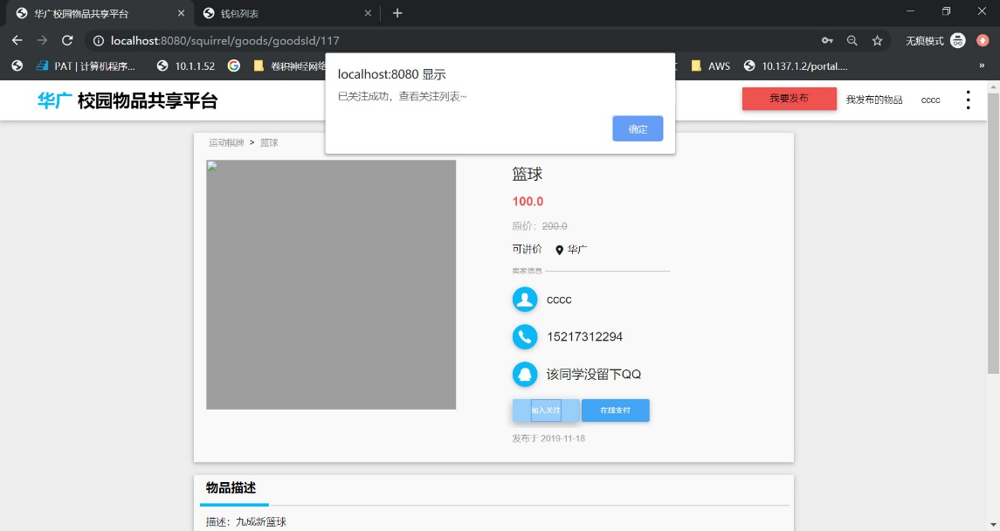 华广校园物品共享平台
钱包列表
localhost:8080/squirrel/goods/goodsId/117
无痕模式
PAT | 计算机程序...
10.1.1.52
卷积神经网络
AWS
10.137.1.2/portal....
»
localhost:8080 显示
已关注成功，查看关注列表~
确定
华广 校园物品共享平台
我要发布
我发布的物品
cccc
运动棋牌 > 篮球
篮球
100.0
原价：200.0
可讲价 华广
卖家信息
cccc
15217312294
该同学没留下QQ
加入关注
在线支付
发布于 2019-11-18
物品描述
描述：九成新篮球